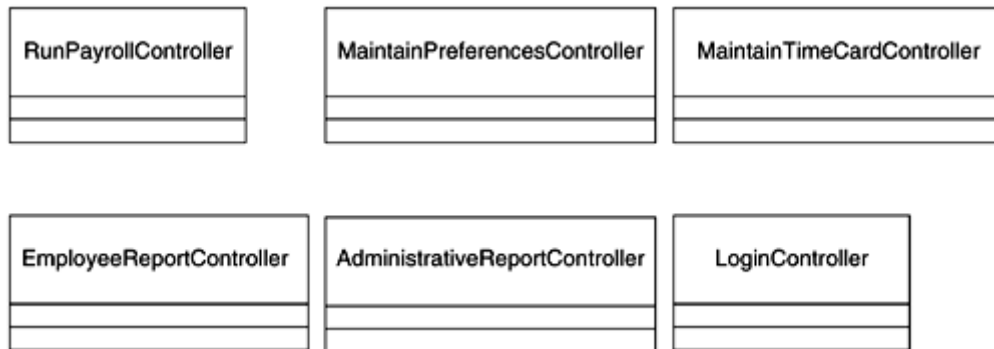 RunPayrollController
MaintainPreferencesController
MaintainTimeCardController
EmployeeReportController
AdministrativeReportController
LoginController